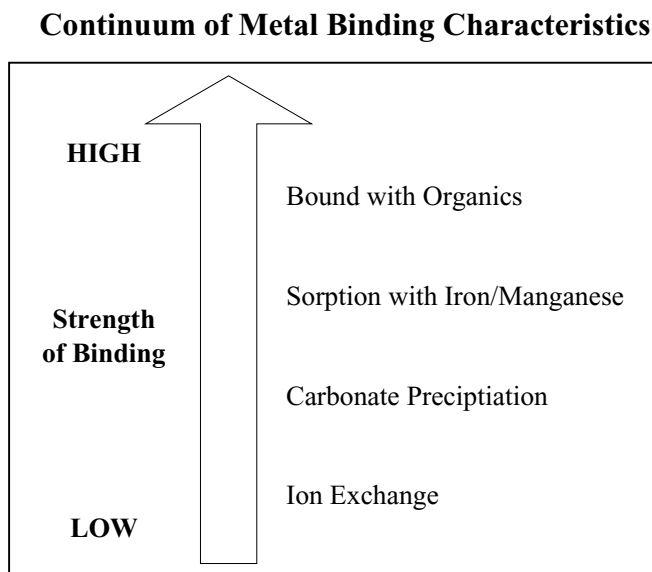 Continuum of Metal Binding Characteristics
HIGH
Bound with Organics
Sorption with Iron/Manganese
Strength
of Binding
Carbonate Preciptiation
Ion Exchange
LOW